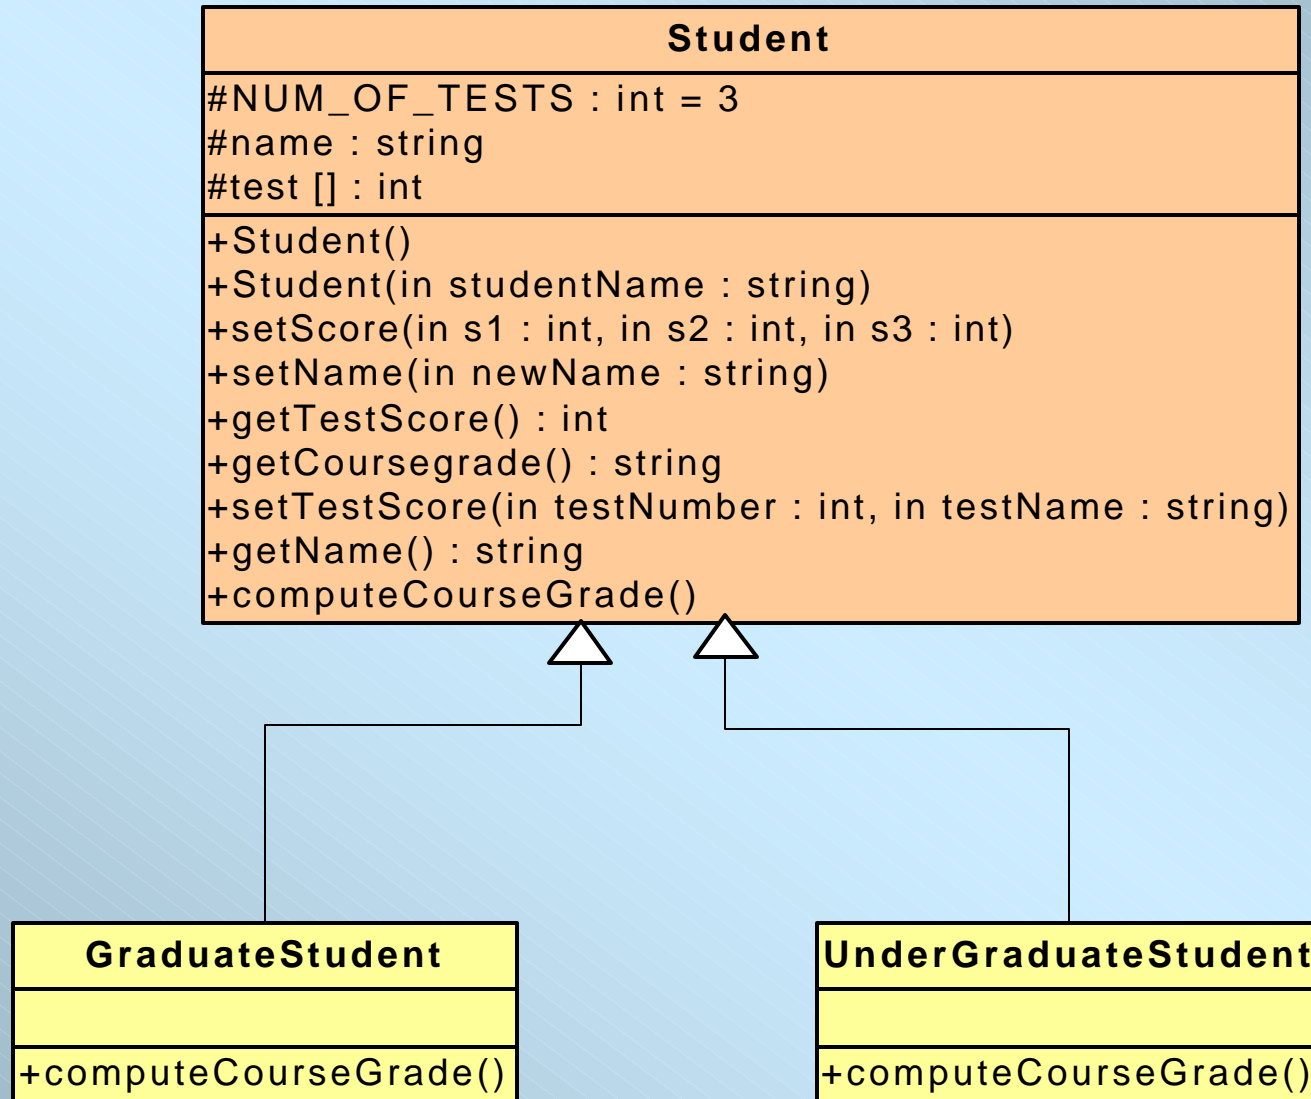 Student
#NUM_OF_TESTS : int = 3
#name : string
#test [] : int
+Student()
+Student(in studentName : string)
+setScore(in s1 : int, in s2 : int, in s3 : int)
+setName(in newName : string)
+getTestScore() : int
+getCoursegrade() : string
+setTestScore(in testNumber : int, in testName : string)
+getName() : string
+computeCourseGrade()
GraduateStudent
+computeCourseGrade()
UnderGraduateStudent
+computeCourseGrade()